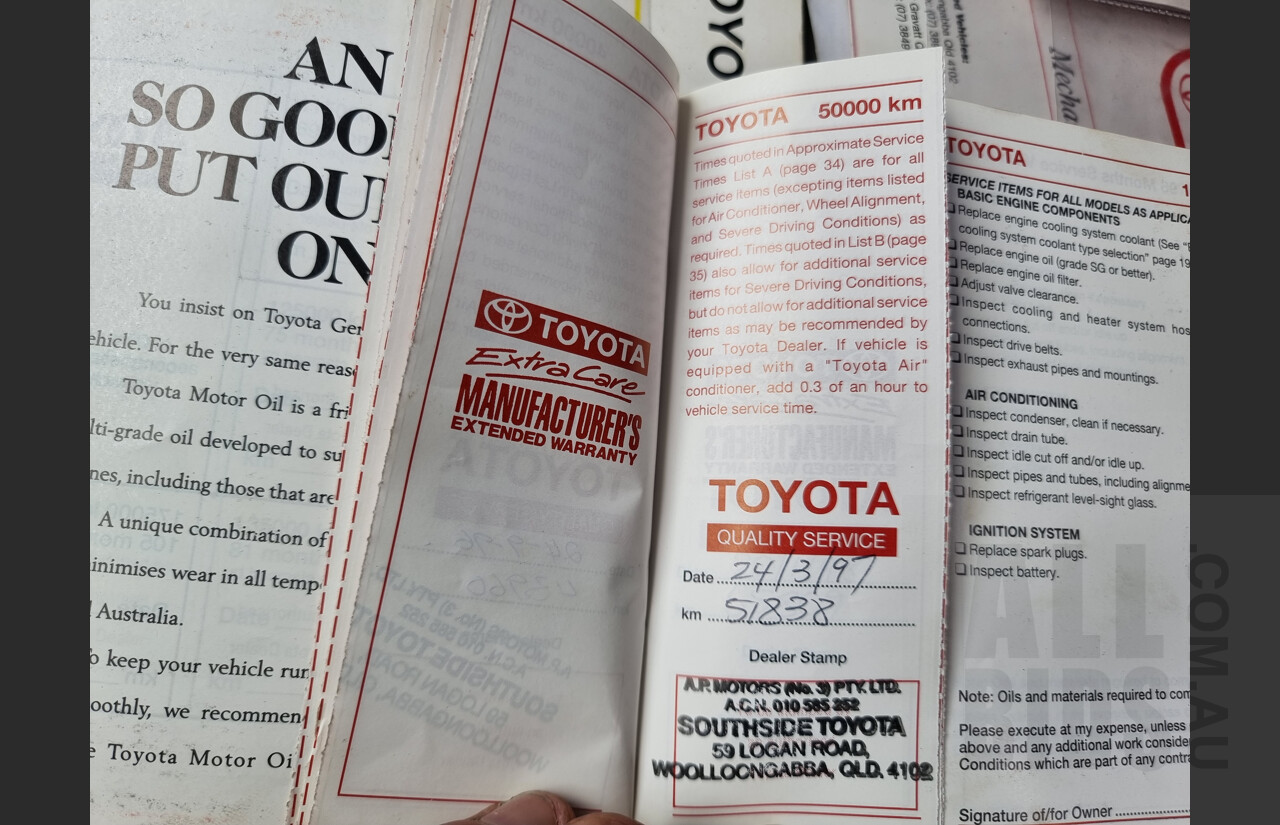 AN
SO GOO
PUT OU
ON
You insist on Toyota Gen
ehicle. For the very same reas
Toyota Motor Oil is a fri
lti-grade oil developed to su
nes, including those that are
A unique combination of
inimises wear in all temp
Australia.
o keep your vehicle run
oothly, we recommen
Toyota Motor Oi
TOYOTA
Extra Care
MANUFACTURER'S
EXTENDED WARRANTY
OYO
TOYOTA 50000 km
Times quoted in Approximate Service
Times List A (page 34) are for all
service items (excepting items listed
for Air Conditioner, Wheel Alignment,
and Severe Driving Conditions) as
required. Times quoted in List B (page
35) also allow for additional service
items for Severe Driving Conditions,
but do not allow for additional service
items as may be recommended by
your Toyota Dealer. If vehicle is
equipped with a "Toyota Air"
conditioner, add 0.3 of an hour to
vehicle service time.
TOYOTA
QUALITY SERVICE
Date 24/3/97
km 51838
Dealer Stamp
A.P. MOTORS (No. 3) PTY. LTD.
A.C.N. 010 585 252
SOUTHSIDE TOYOTA
59 LOGAN ROAD,
WOOLLOONGABBA, QLD. 4102
Mecha
TOYOTA 1
SERVICE ITEMS FOR ALL MODELS AS APPLICA
BASIC ENGINE COMPONENTS
Replace engine cooling system coolant (See
cooling system coolant type selection" page 19
Replace engine oil (grade SG or better).
Replace engine oil filter.
Adjust valve clearance.
Inspect cooling and heater system hos
connections.
Inspect drive belts.
Inspect exhaust pipes and mountings.
AIR CONDITIONING
Inspect condenser, clean if necessary.
Inspect drain tube.
Inspect idle cut off and/or idle up.
Inspect pipes and tubes, including alignme
Inspect refrigerant level-sight glass.
IGNITION SYSTEM
Replace spark plugs.
Inspect battery.
Note: Oils and materials required to com
Please execute at my expense, unless
above and any additional work conside
Conditions which are part of any contra
Signature of/for Owner
ALL
BIDS
.COM.AU